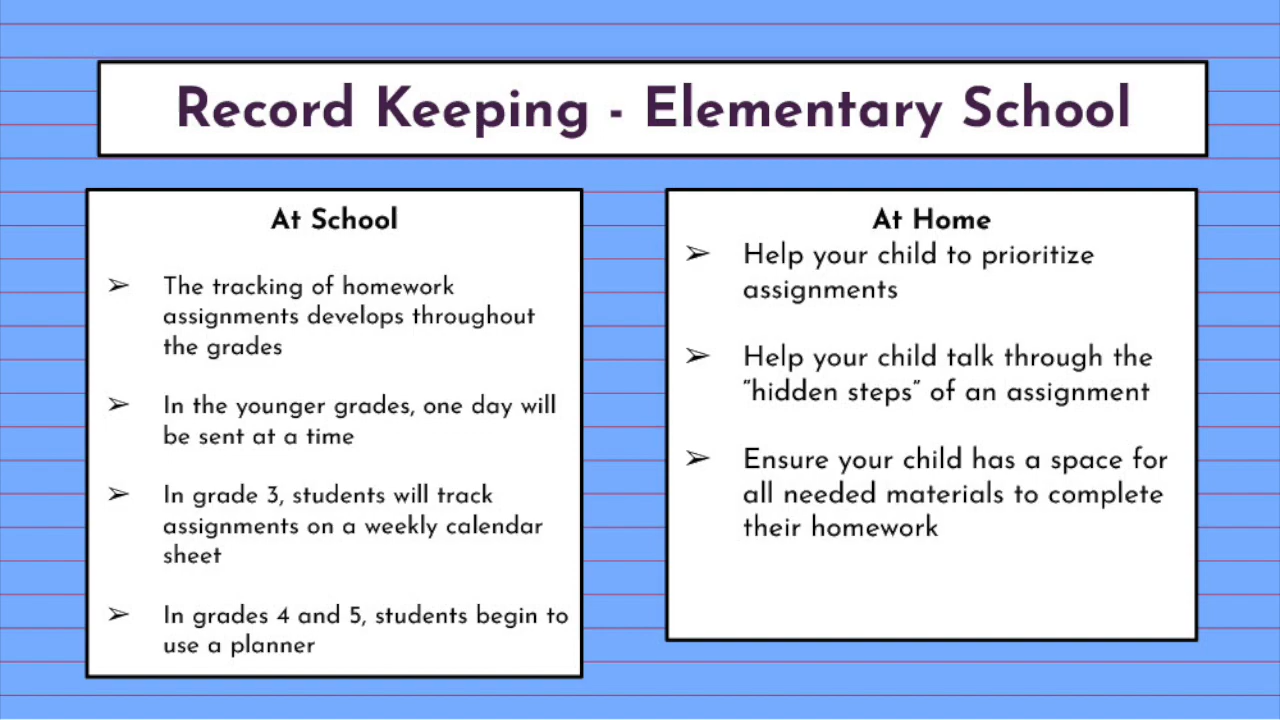 Record Keeping - Elementary School
At School
➢ The tracking of homework
assignments develops throughout
the grades
➢ In the younger grades, one day will
be sent at a time
➢ In grade 3, students will track
assignments on a weekly calendar
sheet
➢ In grades 4 and 5, students begin to
use a planner
At Home
➢ Help your child to prioritize
assignments
➢ Help your child talk through the
"hidden steps" of an assignment
➢ Ensure your child has a space for
all needed materials to complete
their homework